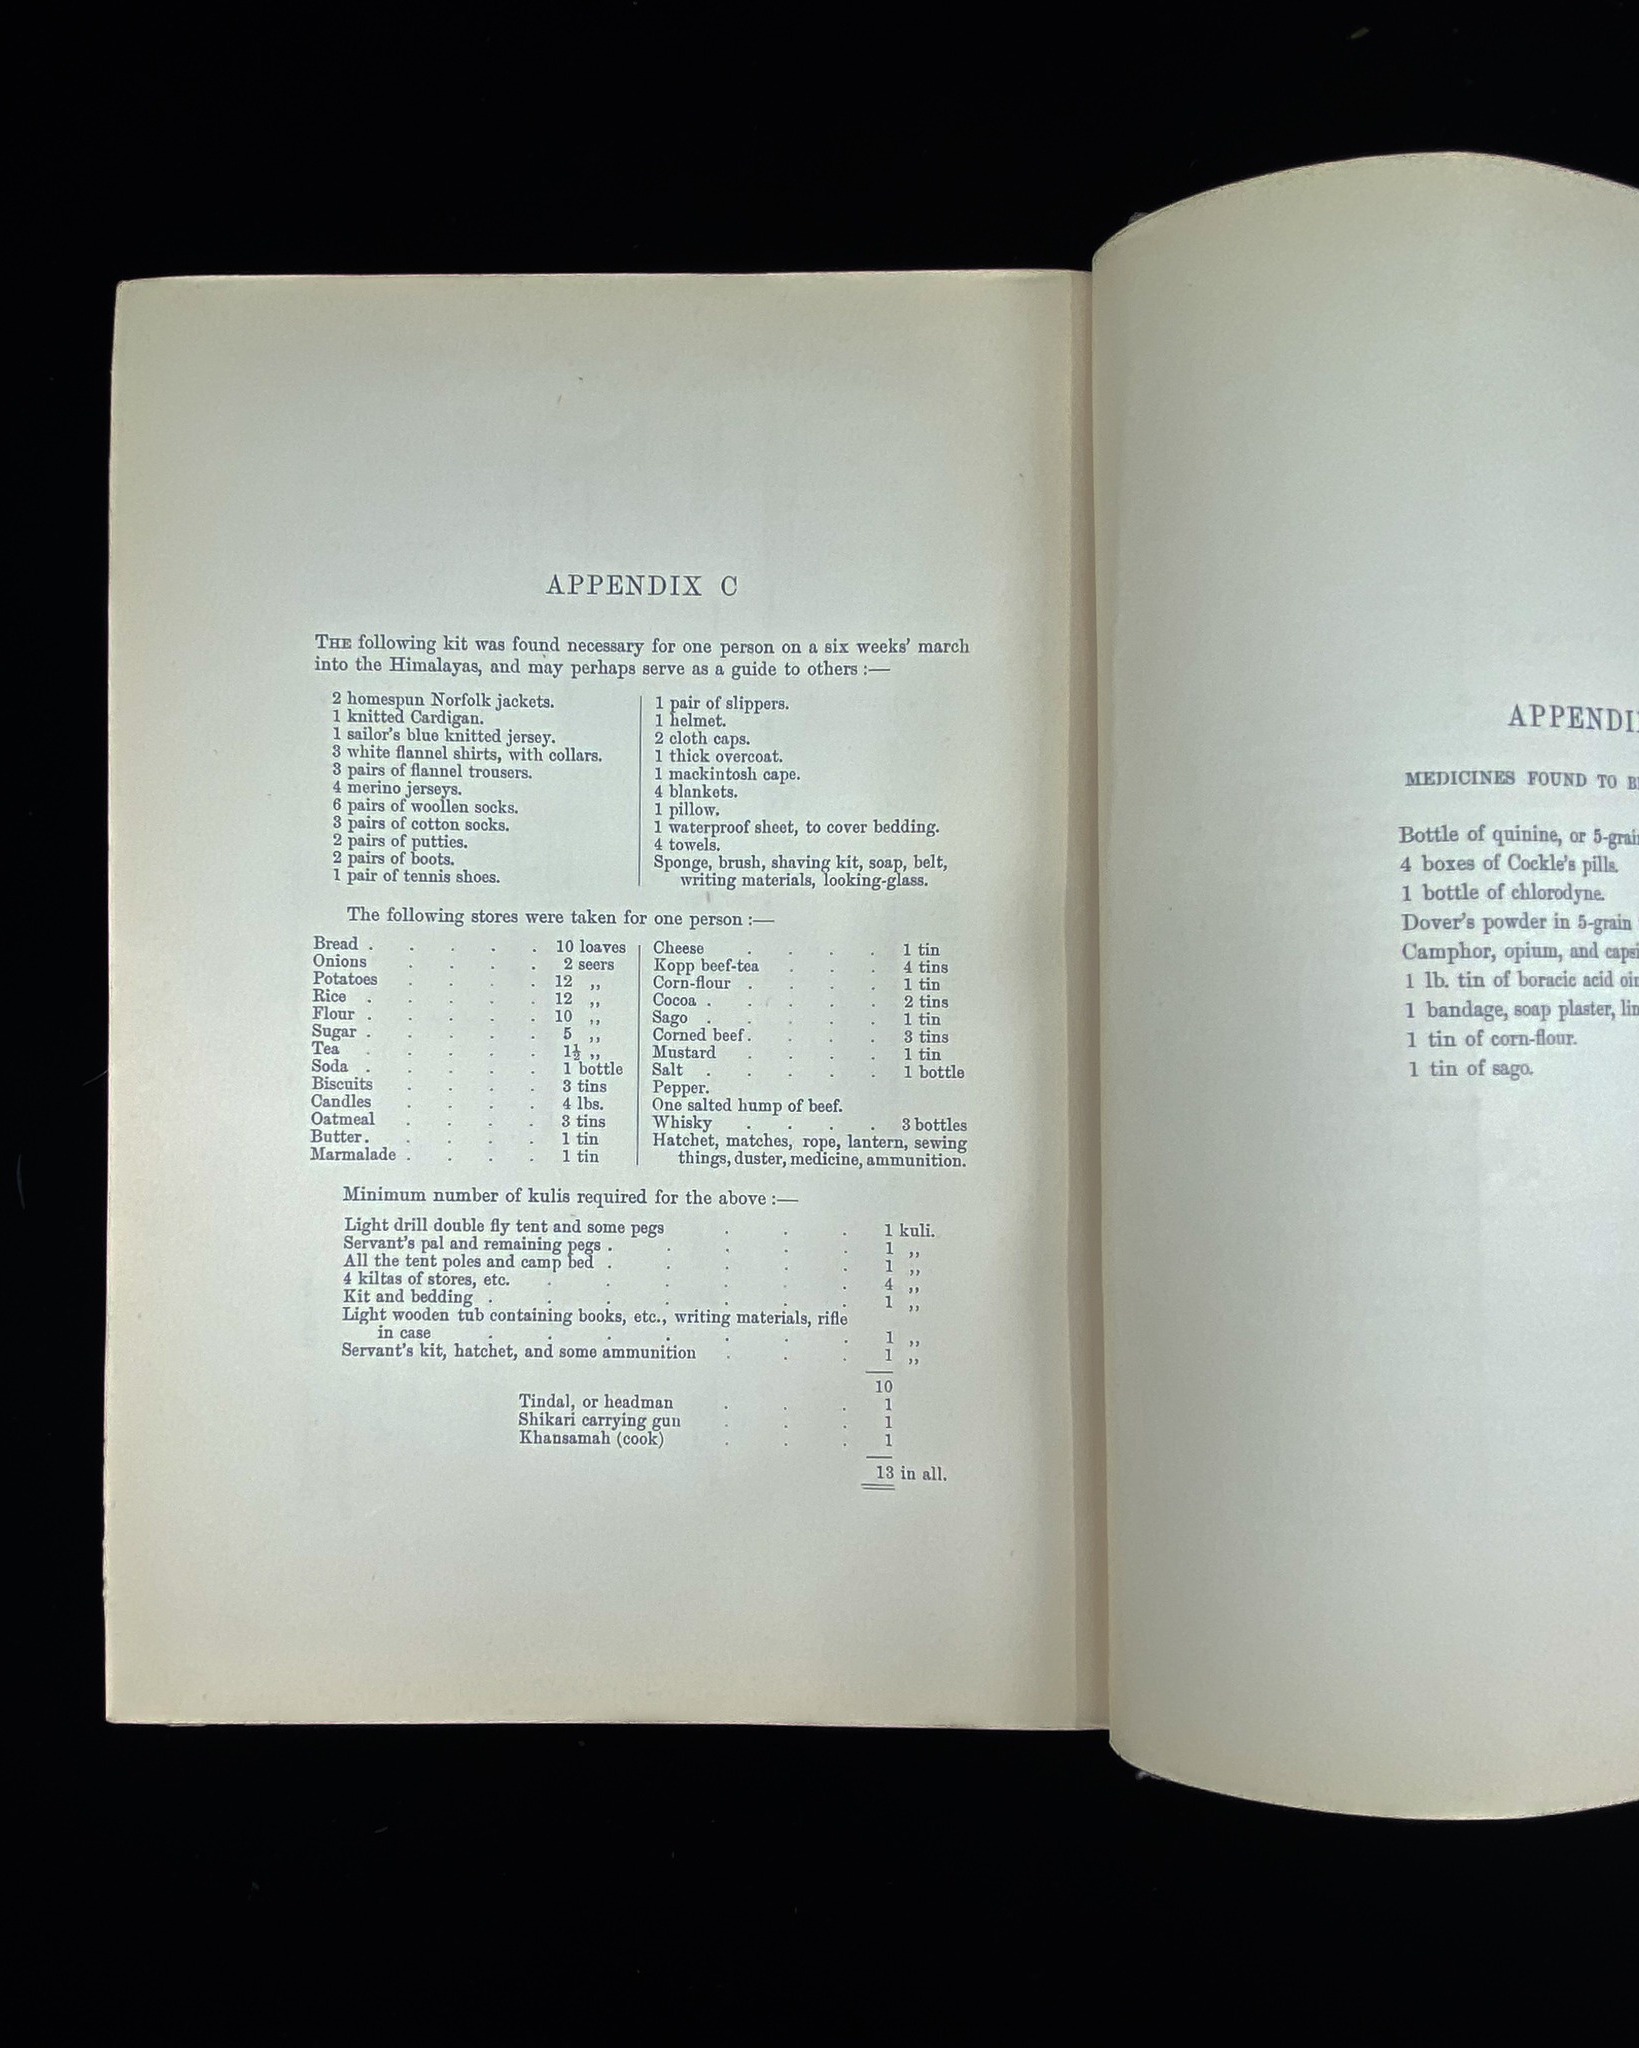 APPENDIX C
THE following kit was found necessary for one person on a six weeks' march
into the Himalayas, and may perhaps serve as a guide to others :—
2 homespun Norfolk jackets.
1 knitted Cardigan.
1 sailor's blue knitted jersey.
3 white flannel shirts, with collars.
3 pairs of flannel trousers.
4 merino jerseys.
6 pairs of woollen socks.
3 pairs of cotton socks.
2 pairs of putties.
2 pairs of boots.
1 pair of tennis shoes.
1 pair of slippers.
1 helmet.
2 cloth caps.
1 thick overcoat.
1 mackintosh cape.
4 blankets.
1 pillow.
1 waterproof sheet, to cover bedding.
4 towels.
Sponge, brush, shaving kit, soap, belt,
writing materials, looking-glass.
The following stores were taken for one person :—
Bread . . . . . 10 loaves
Onions . . . . 2 seers
Potatoes . . . . 12 ,,
Rice . . . . . 12 ,,
Flour . . . . . 10 ,,
Sugar . . . . . 5 ,,
Tea . . . . . 1½ ,,
Soda . . . . . 1 bottle
Biscuits . . . . 3 tins
Candles . . . . 4 lbs.
Oatmeal . . . . 3 tins
Butter . . . . . 1 tin
Marmalade . . . . 1 tin
Cheese . . . . 1 tin
Kopp beef-tea . . . 4 tins
Corn-flour . . . . 1 tin
Cocoa . . . . . 2 tins
Sago . . . . . 1 tin
Corned beef . . . . 3 tins
Mustard . . . . 1 tin
Salt . . . . . 1 bottle
Pepper.
One salted hump of beef.
Whisky . . . . 3 bottles
Hatchet, matches, rope, lantern, sewing
things, duster, medicine, ammunition.
Minimum number of kulis required for the above :—
Light drill double fly tent and some pegs . . . 1 kuli.
Servant's pal and remaining pegs . . . . . 1 ,,
All the tent poles and camp bed . . . . . 1 ,,
4 kiltas of stores, etc. . . . . . . 4 ,,
Kit and bedding . . . . . . . 1 ,,
Light wooden tub containing books, etc., writing materials, rifle
in case . . . . . . . 1 ,,
Servant's kit, hatchet, and some ammunition . . . 1 ,,
10
Tindal, or headman . . . 1
Shikari carrying gun . . . 1
Khansamah (cook) . . . 1
13 in all.
APPENDI
MEDICINES FOUND TO B
Bottle of quinine, or 5-grai
4 boxes of Cockle's pills.
1 bottle of chlorodyne.
Dover's powder in 5-grain
Camphor, opium, and capsi
1 lb. tin of boracic acid oi
1 bandage, soap plaster, lin
1 tin of corn-flour.
1 tin of sago.